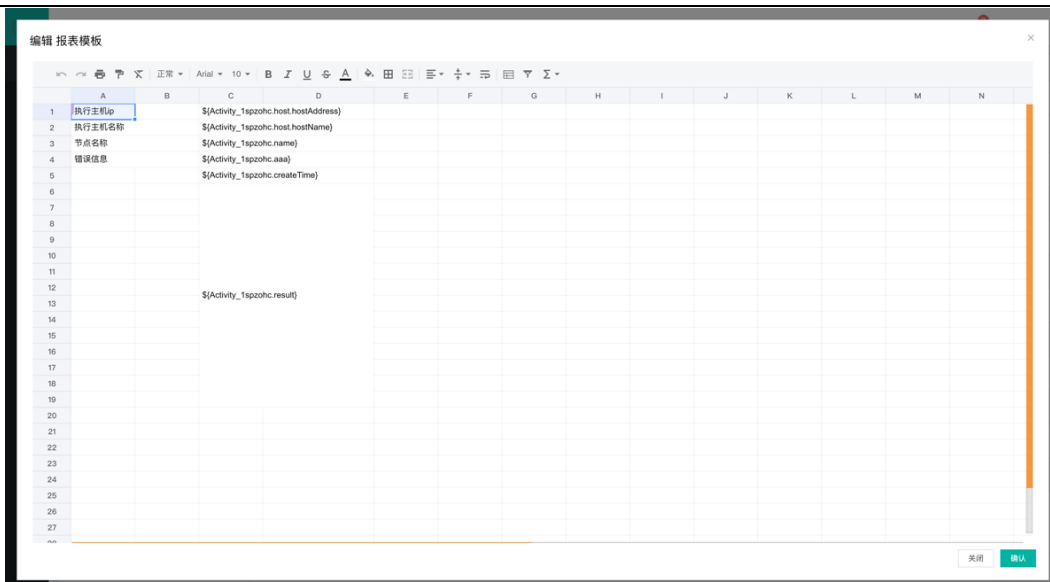 编辑 报表模板
正常 Arial 10 B I U S A
A B C D E F G H I J K L M N
1 执行主机ip ${Activity_1spzohc.host.hostAddress}
2 执行主机名称 ${Activity_1spzohc.host.hostName}
3 节点名称 ${Activity_1spzohc.name}
4 错误信息 ${Activity_1spzohc.aaa}
5 ${Activity_1spzohc.createTime}
6
7
8
9
10
11
12
${Activity_1spzohc.result}
13
14
15
16
17
18
19
20
21
22
23
24
25
26
27
关闭 确认